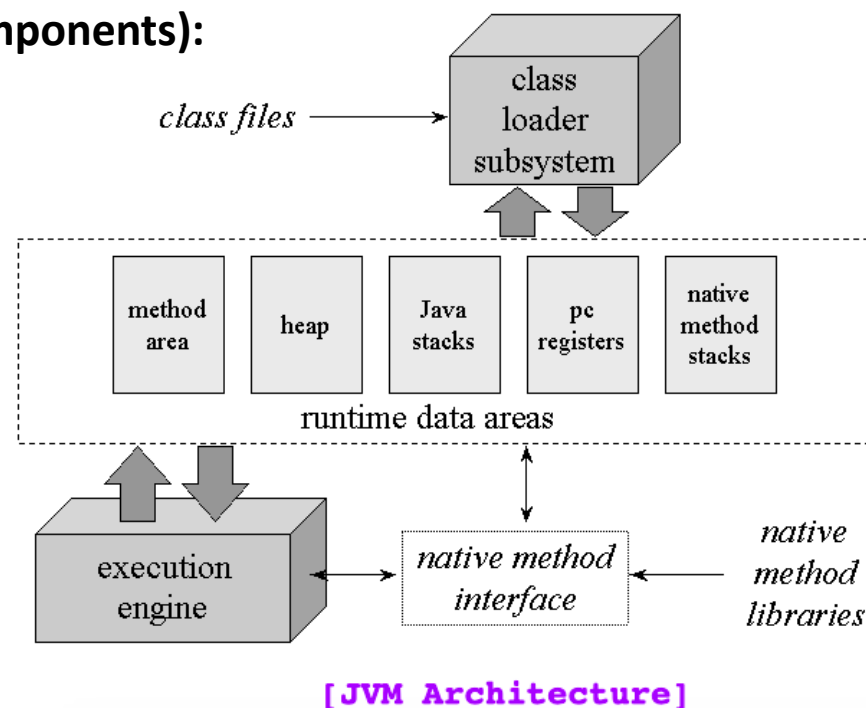 mponents):
class files
class
loader
subsystem
method
area
heap
Java
stacks
pc
registers
native
method
stacks
runtime data areas
execution
engine
native method
interface
native
method
libraries
[JVM Architecture]